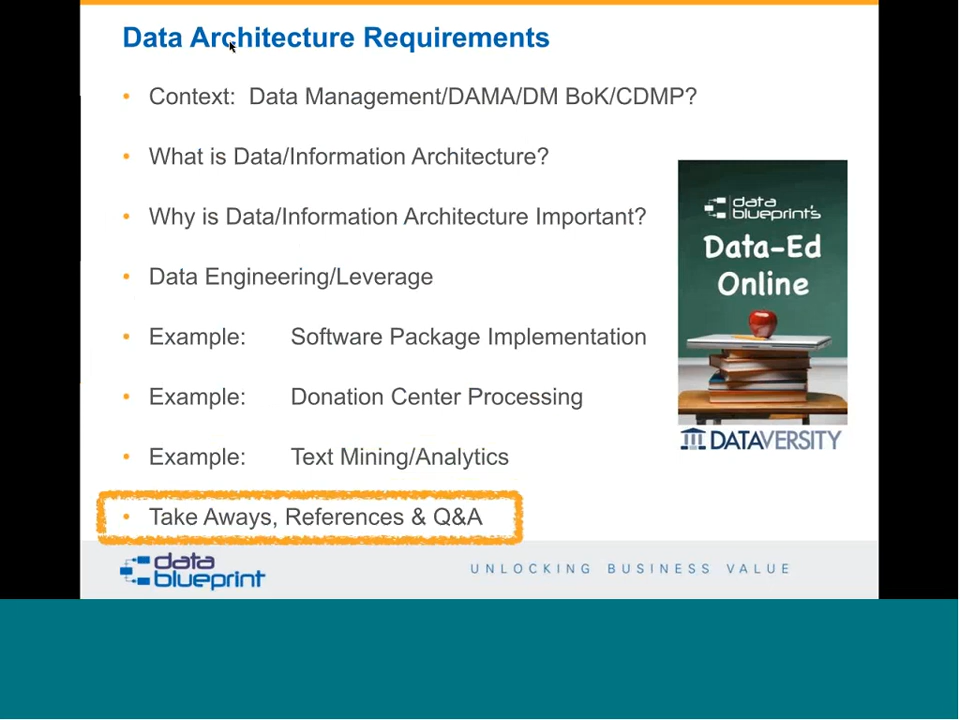 Data Architecture Requirements
• Context: Data Management/DAMA/DM BoK/CDMP?
• What is Data/Information Architecture?
• Why is Data/Information Architecture Important?
• Data Engineering/Leverage
• Example: Software Package Implementation
• Example: Donation Center Processing
• Example: Text Mining/Analytics
• Take Aways, References & Q&A
data
blueprint's
Data-Ed
Online
DATAVERSITY
data
blueprint
UNLOCKING BUSINESS VALUE